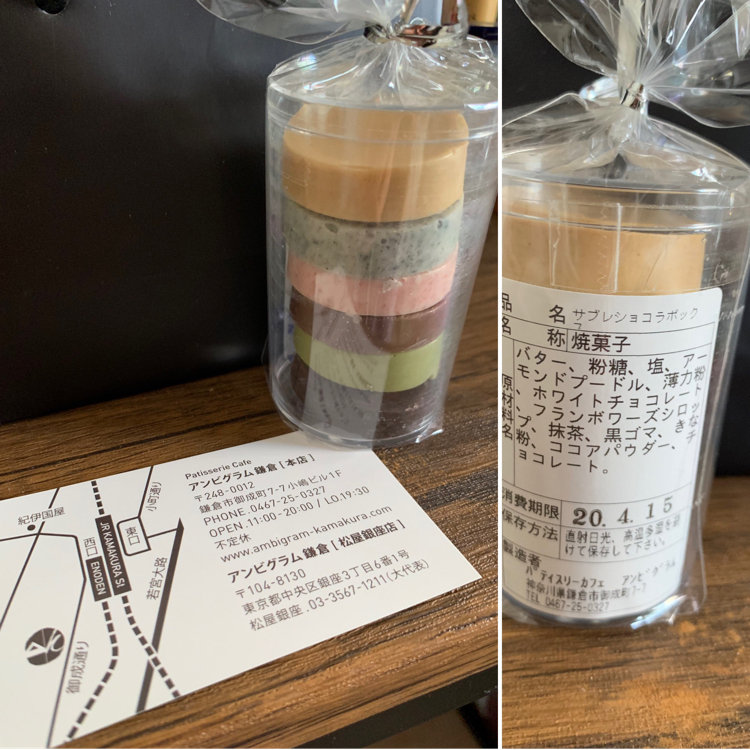 Patisserie Cafe
アンビグラム鎌倉 [本店]
〒248-0012
鎌倉市御成町7-7小嶋ビル1F
PHONE. 0467-25-0327
OPEN. 11:00-20:00 / LO.19:30
不定休
www.ambigram-kamakura.com
アンビグラム鎌倉 [松屋銀座店]
〒104-8130
東京都中央区銀座3丁目6番1号
松屋銀座. 03-3567-1211(大代表)
紀伊国屋
小町通り
東口
西口
JR KAMAKURA St.
ENODEN
若宮大路
御成通り
品名 サブレショコラボックス
名称 焼菓子
原材料名
バター、粉糖、塩、アー
モンドプードル、薄力粉
、ホワイトチョコレート
、フランボワーズシロッ
プ、抹茶、黒ゴマ、きな
粉、ココアパウダー、チ
ョコレート。
消費期限 20.4.15
保存方法 直射日光、高温多湿を避
けて保存して下さい。
製造者
パティスリーカフェ アンビグラム
神奈川県鎌倉市御成町7-7
TEL 0467-25-0327